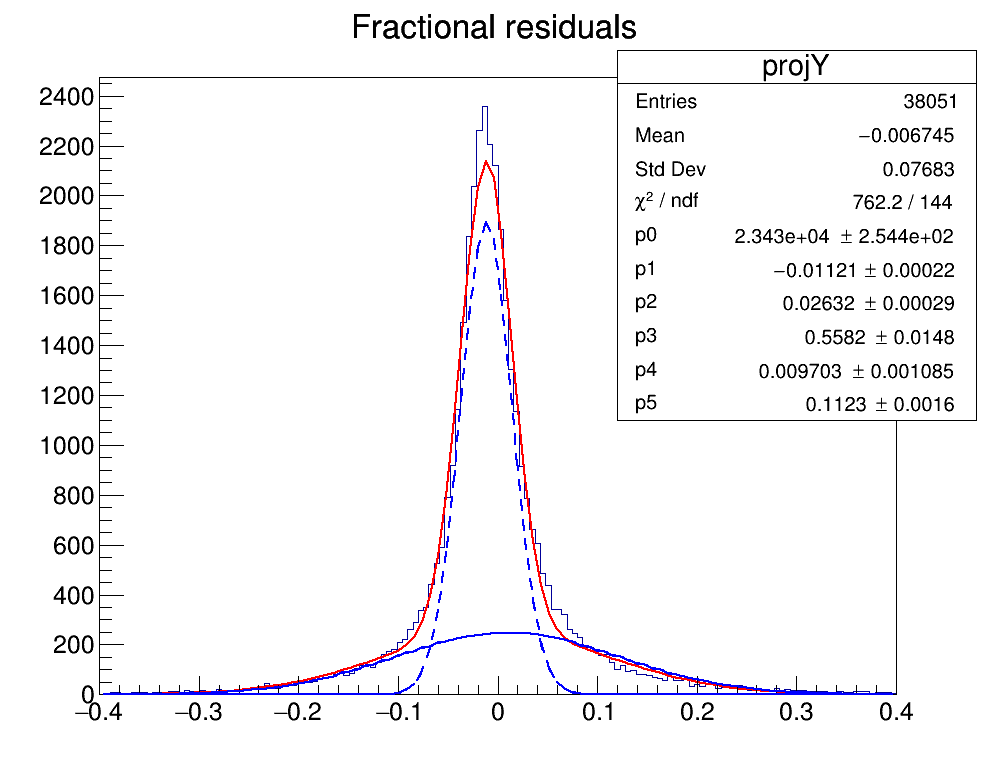 Fractional residuals
projY
Entries 38051
Mean −0.006745
Std Dev 0.07683
χ² / ndf 762.2 / 144
p0 2.343e+04 ± 2.544e+02
p1 −0.01121 ± 0.00022
p2 0.02632 ± 0.00029
p3 0.5582 ± 0.0148
p4 0.009703 ± 0.001085
p5 0.1123 ± 0.0016
2400
2200
2000
1800
1600
1400
1200
1000
800
600
400
200
0
−0.4 −0.3 −0.2 −0.1 0 0.1 0.2 0.3 0.4